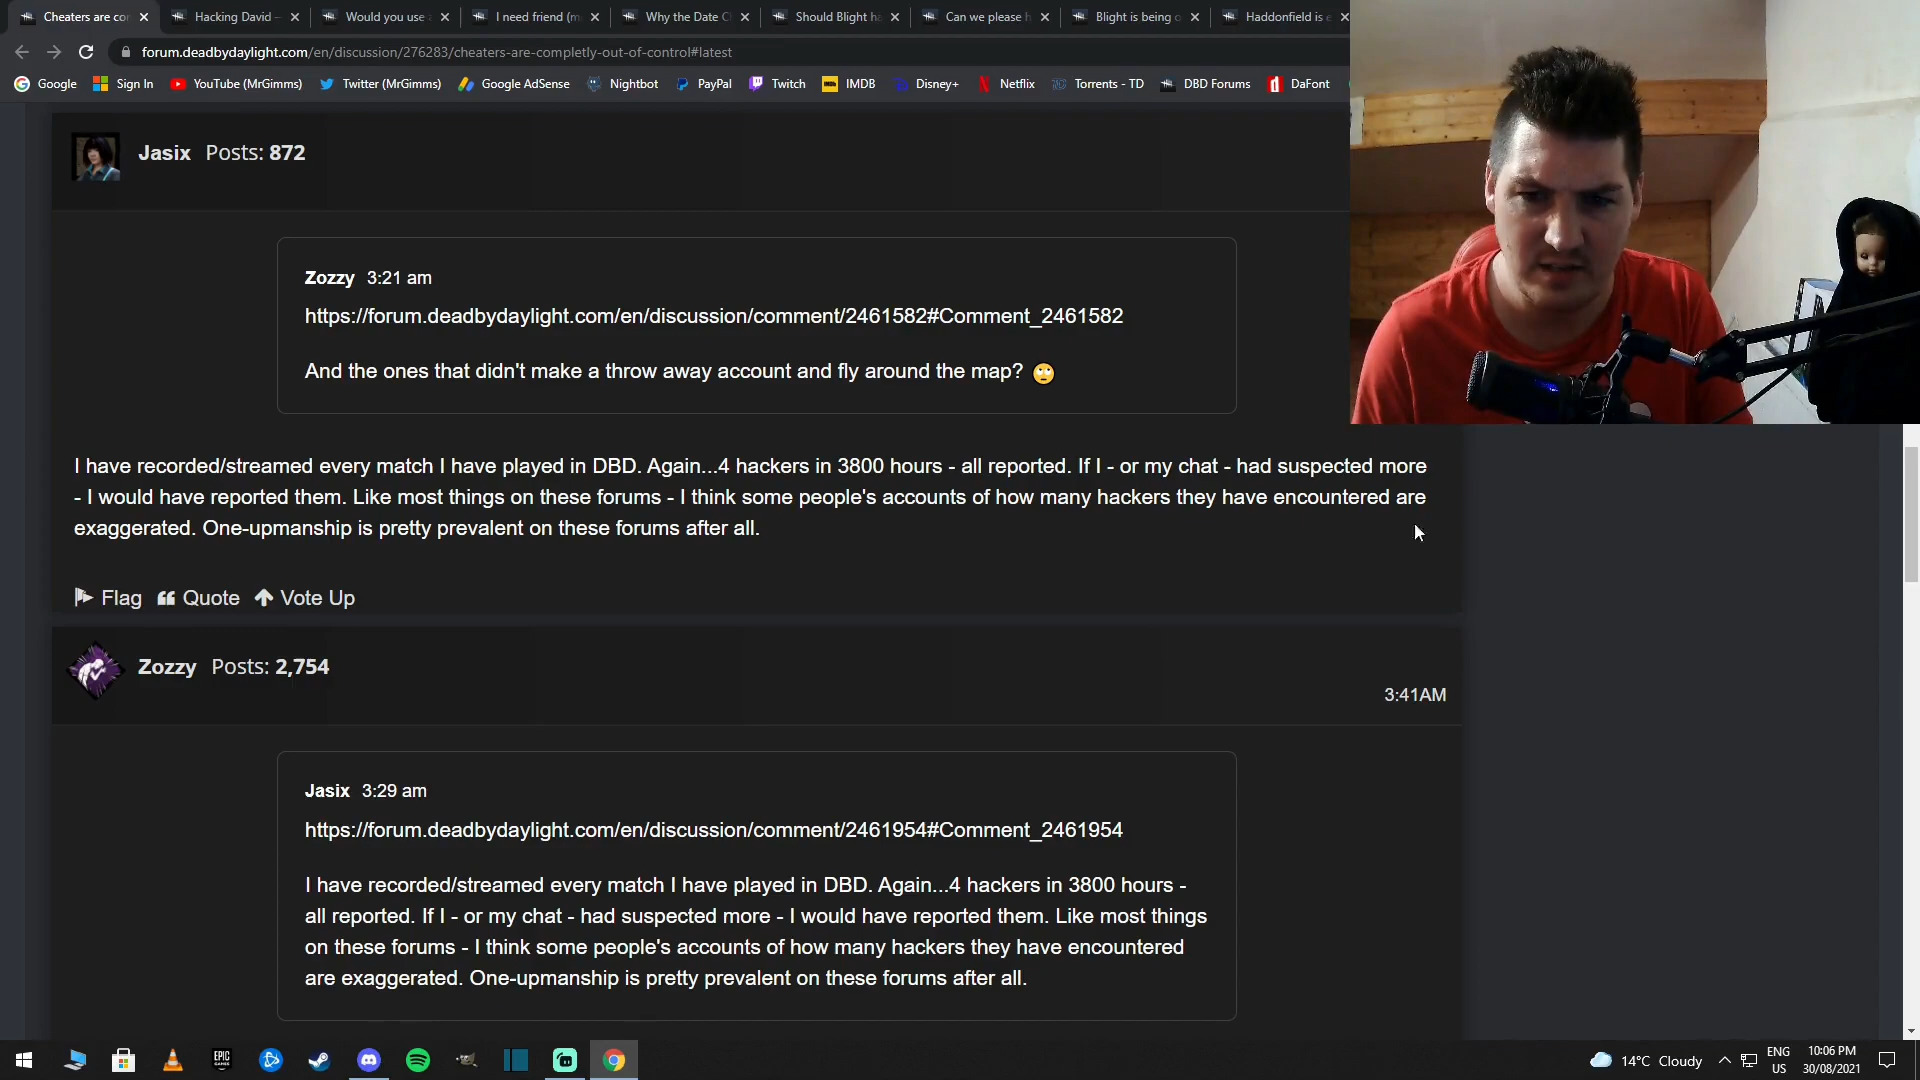 Cheaters are co
Hacking David –
Would you use a
I need friend (m
Why the Date C
Should Blight ha
Can we please h
Blight is being o
Haddonfield is e
forum.deadbydaylight.com/en/discussion/276283/cheaters-are-completly-out-of-control#latest
Google
Sign In
YouTube (MrGimms)
Twitter (MrGimms)
Google AdSense
Nightbot
PayPal
Twitch
IMDB
Disney+
Netflix
Torrents - TD
DBD Forums
DaFont
Jasix Posts: 872
Zozzy 3:21 am
https://forum.deadbydaylight.com/en/discussion/comment/2461582#Comment_2461582
And the ones that didn't make a throw away account and fly around the map? 🙄
I have recorded/streamed every match I have played in DBD. Again...4 hackers in 3800 hours - all reported. If I - or my chat - had suspected more
- I would have reported them. Like most things on these forums - I think some people's accounts of how many hackers they have encountered are
exaggerated. One-upmanship is pretty prevalent on these forums after all.
Flag Quote Vote Up
Zozzy Posts: 2,754
3:41AM
Jasix 3:29 am
https://forum.deadbydaylight.com/en/discussion/comment/2461954#Comment_2461954
I have recorded/streamed every match I have played in DBD. Again...4 hackers in 3800 hours -
all reported. If I - or my chat - had suspected more - I would have reported them. Like most things
on these forums - I think some people's accounts of how many hackers they have encountered
are exaggerated. One-upmanship is pretty prevalent on these forums after all.
EPIC
GAMES
14°C Cloudy
ENG
US
10:06 PM
30/08/2021